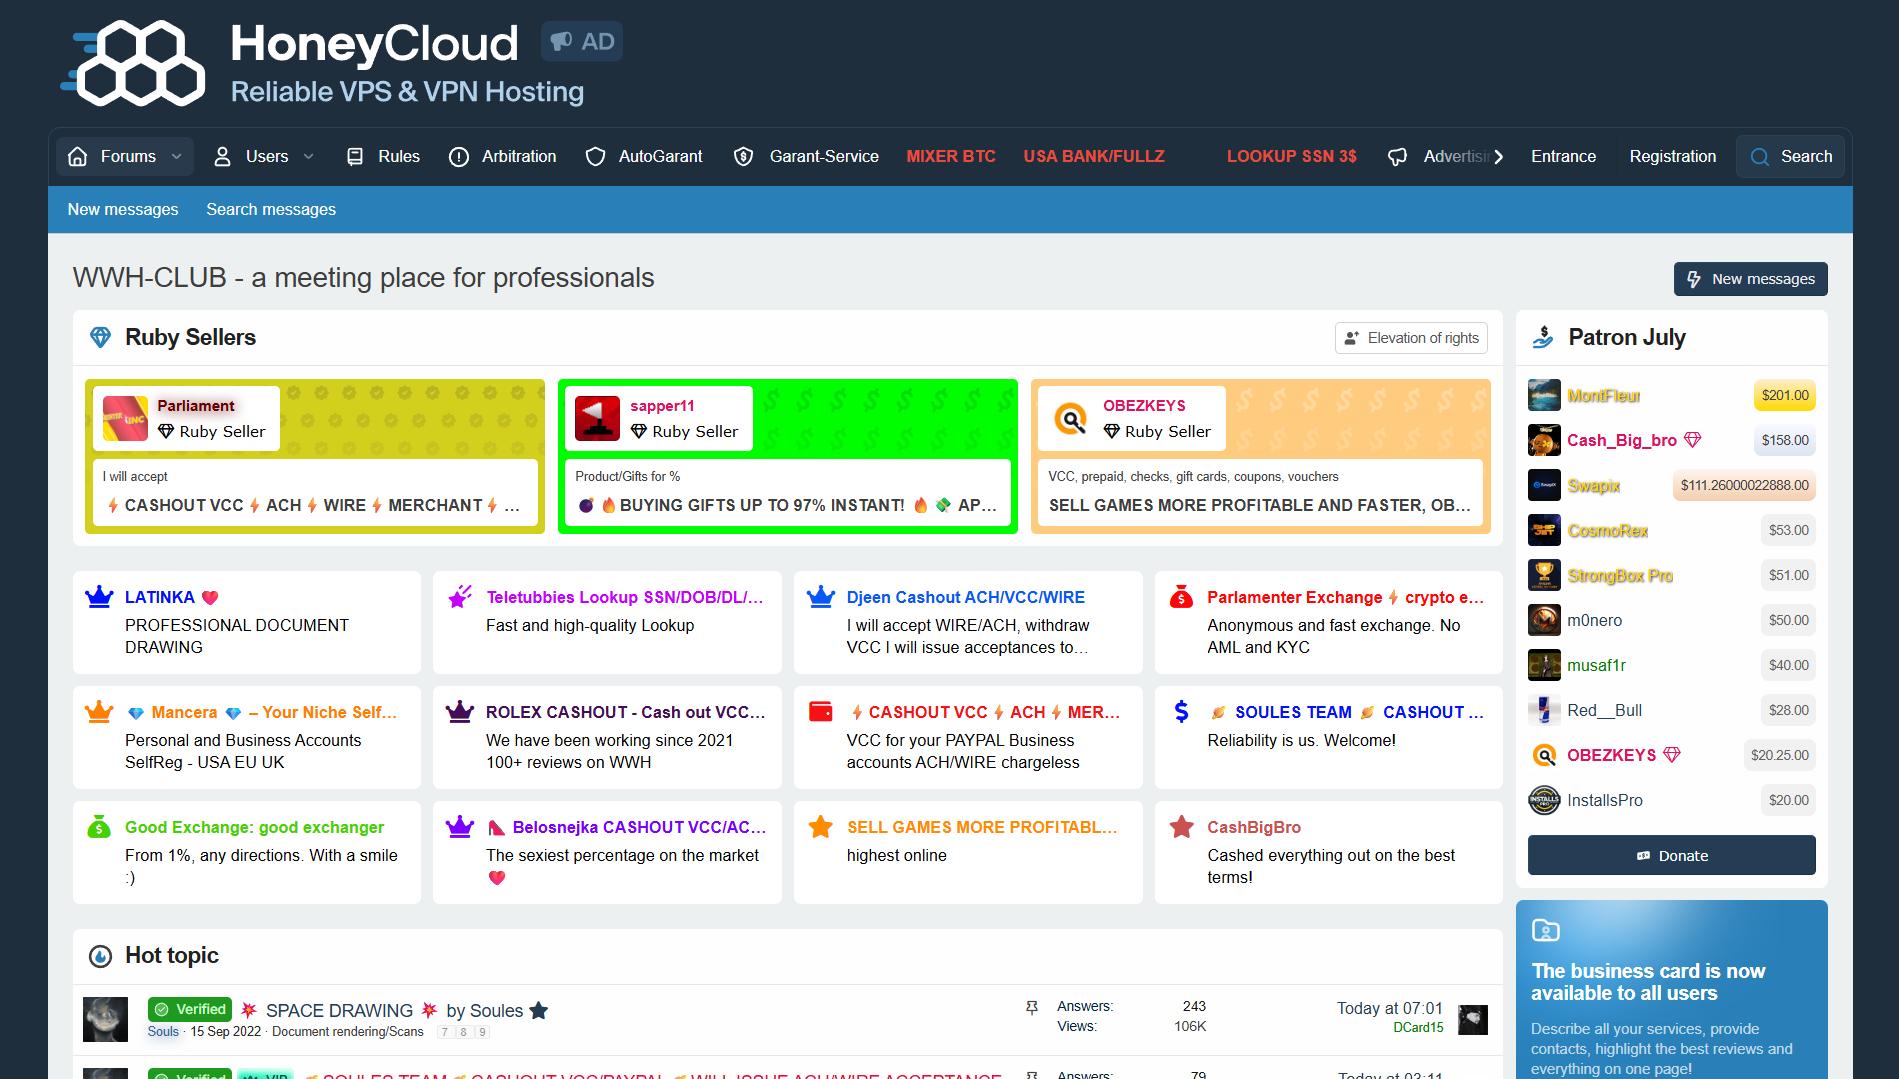 HoneyCloud AD
Reliable VPS & VPN Hosting
Forums Users Rules Arbitration AutoGarant Garant-Service MIXER BTC USA BANK/FULLZ LOOKUP SSN 3$ Advertisi Entrance Registration Search
New messages Search messages
WWH-CLUB - a meeting place for professionals
New messages
Ruby Sellers
Elevation of rights
Parliament
Ruby Seller
I will accept
⚡ CASHOUT VCC ⚡ ACH ⚡ WIRE ⚡ MERCHANT ⚡ ...
sapper11
Ruby Seller
Product/Gifts for %
💣 🔥 BUYING GIFTS UP TO 97% INSTANT! 🔥 💸 AP...
OBEZKEYS
Ruby Seller
VCC, prepaid, checks, gift cards, coupons, vouchers
SELL GAMES MORE PROFITABLE AND FASTER, OB...
LATINKA ❤️
PROFESSIONAL DOCUMENT
DRAWING
Teletubbies Lookup SSN/DOB/DL/...
Fast and high-quality Lookup
Djeen Cashout ACH/VCC/WIRE
I will accept WIRE/ACH, withdraw
VCC I will issue acceptances to...
Parlamenter Exchange ⚡ crypto e...
Anonymous and fast exchange. No
AML and KYC
💎 Mancera 💎 – Your Niche Self...
Personal and Business Accounts
SelfReg - USA EU UK
ROLEX CASHOUT - Cash out VCC...
We have been working since 2021
100+ reviews on WWH
⚡ CASHOUT VCC ⚡ ACH ⚡ MER...
VCC for your PAYPAL Business
accounts ACH/WIRE chargeless
🪐 SOULES TEAM 🪐 CASHOUT ...
Reliability is us. Welcome!
Good Exchange: good exchanger
From 1%, any directions. With a smile
:)
👠 Belosnejka CASHOUT VCC/AC...
The sexiest percentage on the market
❤️
SELL GAMES MORE PROFITABL...
highest online
CashBigBro
Cashed everything out on the best
terms!
Hot topic
Verified 💥 SPACE DRAWING 💥 by Soules
Souls · 15 Sep 2022 · Document rendering/Scans 7 8 9
Answers: 243
Views: 106K
Today at 07:01
DCard15
Verified VIP SOULES TEAM CASHOUT VCC/PAYPAL WILL ISSUE ACH/WIRE ACCEPTANCE
Answers: 79
Today at 03:11
Patron July
MontFleur $201.00
Cash_Big_bro $158.00
Swapix $111.26000022888.00
CosmoRex $53.00
StrongBox Pro $51.00
m0nero $50.00
musaf1r $40.00
Red__Bull $28.00
OBEZKEYS $20.25.00
InstallsPro $20.00
Donate
The business card is now
available to all users
Describe all your services, provide
contacts, highlight the best reviews and
everything on one page!